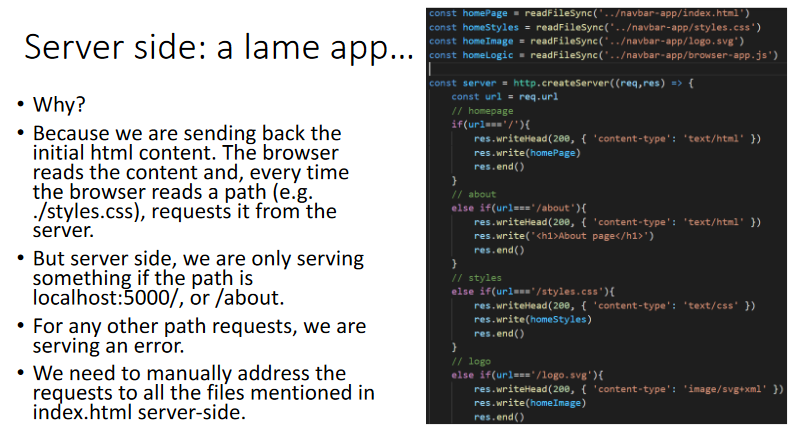 Server side: a lame app...
• Why?
• Because we are sending back the
initial html content. The browser
reads the content and, every time
the browser reads a path (e.g.
./styles.css), requests it from the
server.
• But server side, we are only serving
something if the path is
localhost:5000/, or /about.
• For any other path requests, we are
serving an error.
• We need to manually address the
requests to all the files mentioned in
index.html server-side.
const homePage = readFileSync('../navbar-app/index.html')
const homeStyles = readFileSync('../navbar-app/styles.css')
const homeImage = readFileSync('../navbar-app/logo.svg')
const homeLogic = readFileSync('../navbar-app/browser-app.js')
const server = http.createServer((req,res) => {
const url = req.url
// homepage
if(url==='/'){
res.writeHead(200, { 'content-type': 'text/html' })
res.write(homePage)
res.end()
}
// about
else if(url==='/about'){
res.writeHead(200, { 'content-type': 'text/html' })
res.write('<h1>About page</h1>')
res.end()
}
// styles
else if(url==='/styles.css'){
res.writeHead(200, { 'content-type': 'text/css' })
res.write(homeStyles)
res.end()
}
// logo
else if(url==='/logo.svg'){
res.writeHead(200, { 'content-type': 'image/svg+xml' })
res.write(homeImage)
res.end()